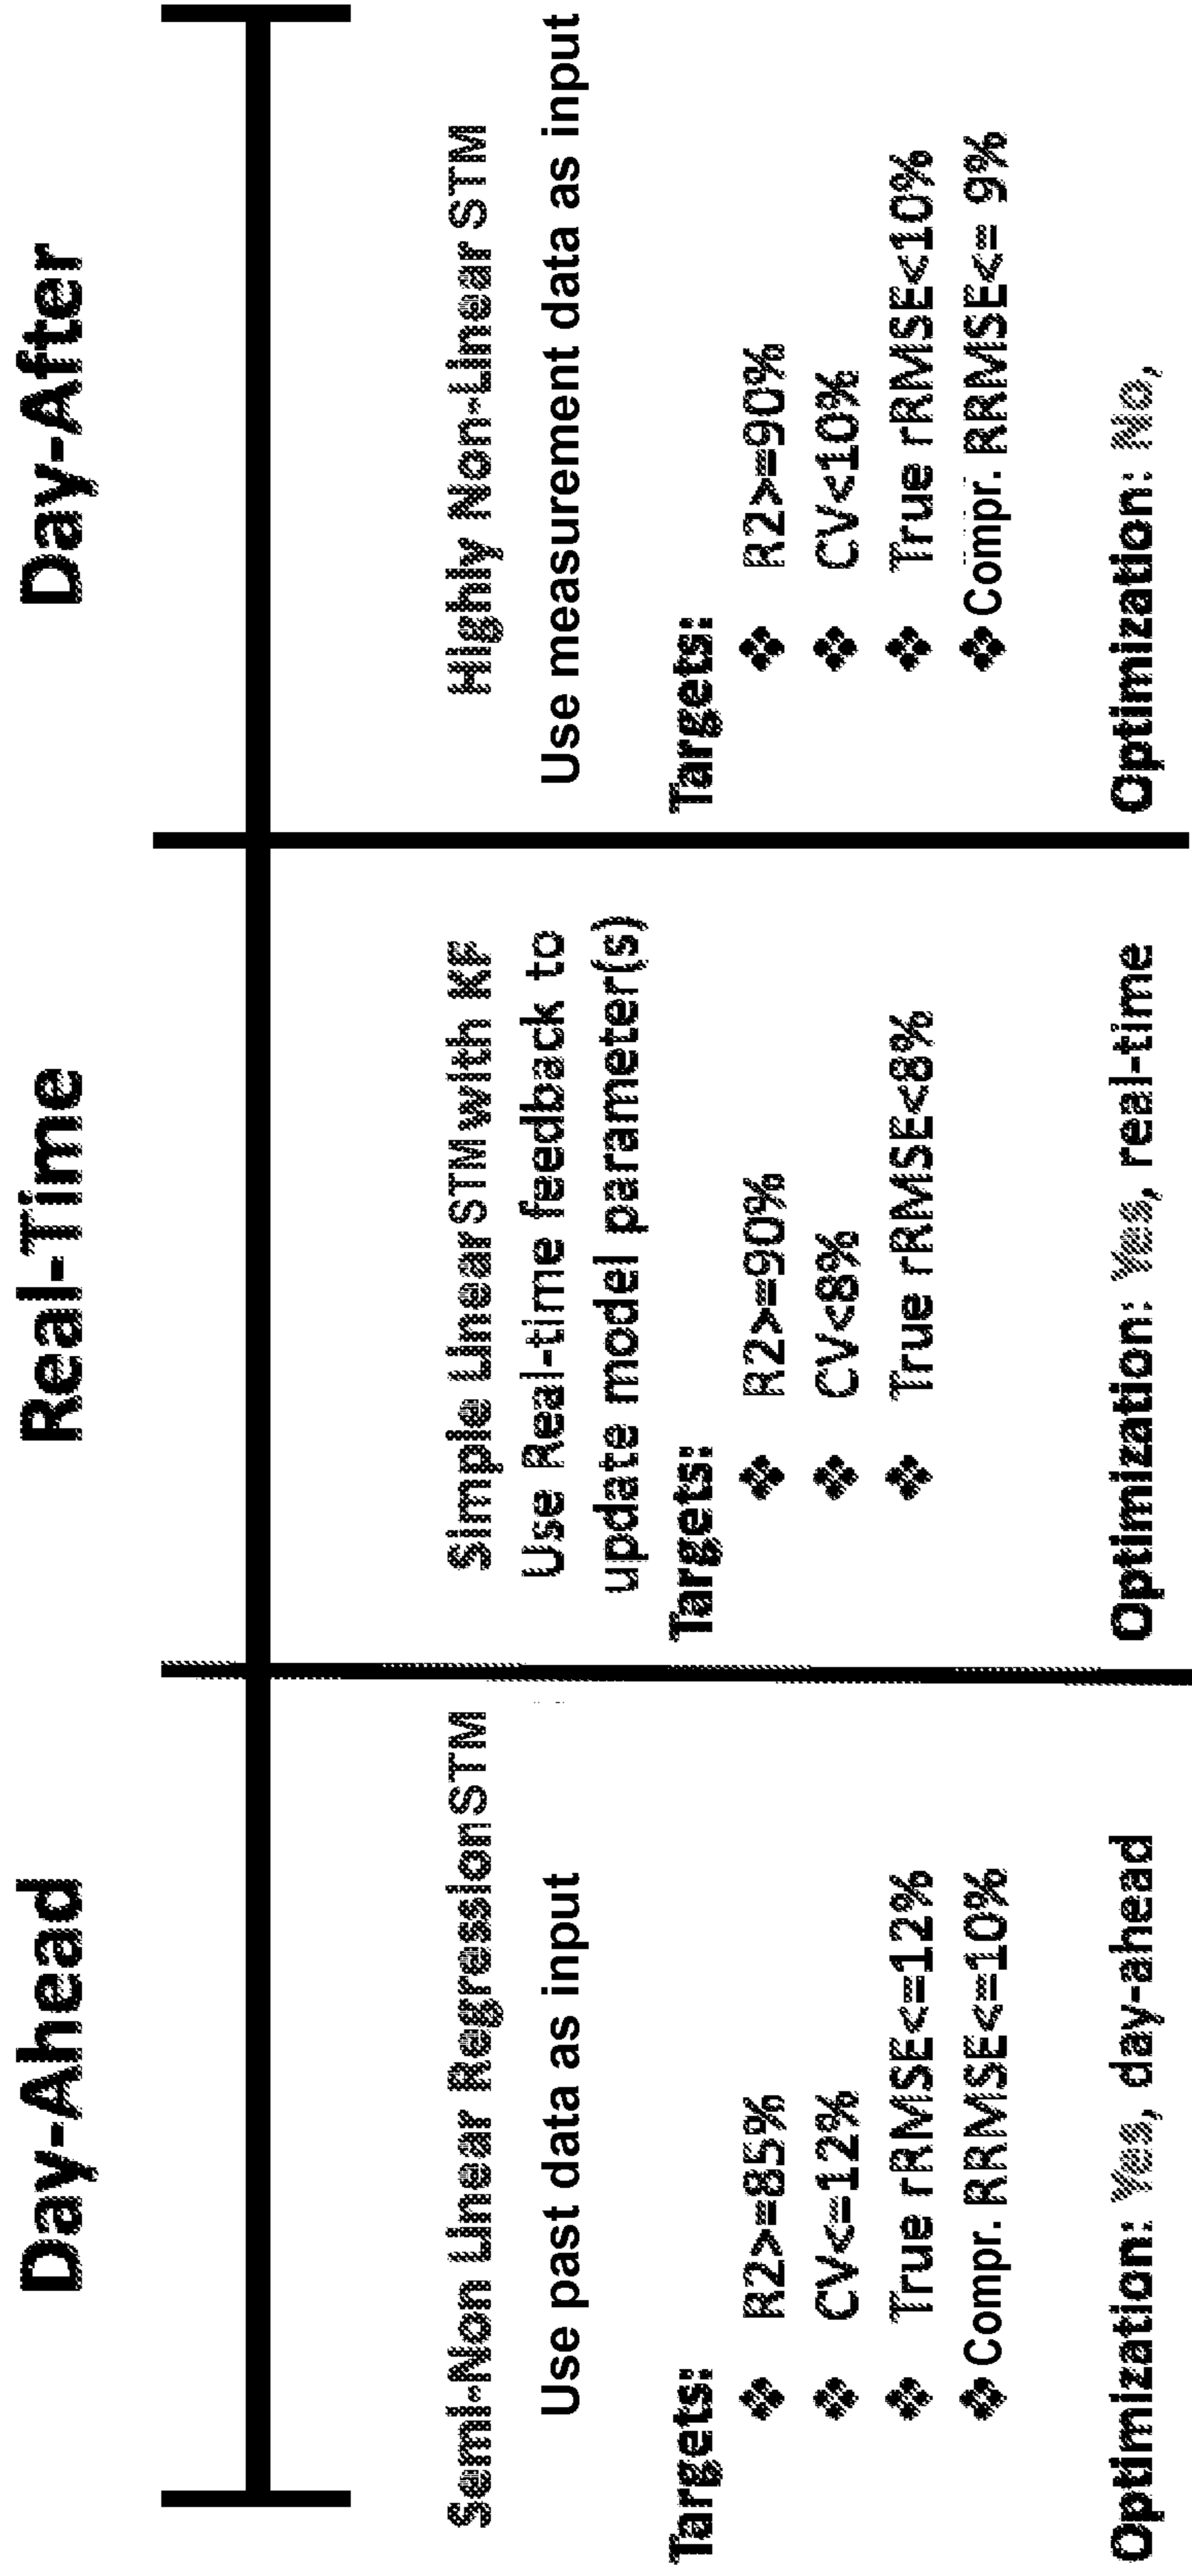 Day-Ahead
Semi-Non Linear Regression STM
Use past data as input
Targets:
❖ R2>=85%
❖ CV<=12%
❖ True rRMSE<=12%
❖ Compr. RRMSE<=10%
Optimization: Yes, day-ahead
Real-Time
Simple Linear STM with KF
Use Real-time feedback to
update model parameter(s)
Targets:
❖ R2>=90%
❖ CV<8%
❖ True rRMSE<8%
Optimization: Yes, real-time
Day-After
Highly Non-Linear STM
Use measurement data as input
Targets:
❖ R2>=90%
❖ CV<10%
❖ True rRMSE<10%
❖ Compr. RRMSE<= 9%
Optimization: No,